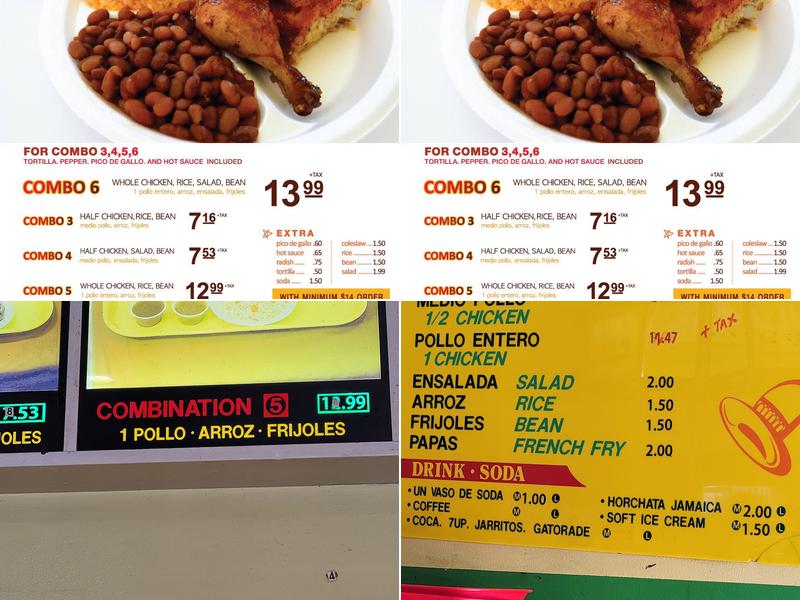 FOR COMBO 3,4,5,6
TORTILLA. PEPPER. PICO DE GALLO. AND HOT SAUCE INCLUDED
COMBO 6 WHOLE CHICKEN, RICE, SALAD, BEAN 13 99 +TAX
1 pollo entero, arroz, ensalada, frijoles
COMBO 3 HALF CHICKEN, RICE, BEAN 7 16 +TAX
medio pollo, arroz, frijoles
COMBO 4 HALF CHICKEN, SALAD, BEAN 7 53 +TAX
medio pollo, ensalada, frijoles
COMBO 5 WHOLE CHICKEN, RICE, BEAN 12 99 +TAX
1 pollo entero, arroz, frijoles
EXTRA
pico de gallo .60 coleslaw ... 1.50
hot sauce .65 rice ........ 1.50
radish ..... .75 bean ....... 1.50
tortilla .... .50 salad ...... 1.99
soda ...... 1.50
WITH MINIMUM $14 ORDER
FOR COMBO 3,4,5,6
TORTILLA. PEPPER. PICO DE GALLO. AND HOT SAUCE INCLUDED
COMBO 6 WHOLE CHICKEN, RICE, SALAD, BEAN 13 99 +TAX
1 pollo entero, arroz, ensalada, frijoles
COMBO 3 HALF CHICKEN, RICE, BEAN 7 16 +TAX
medio pollo, arroz, frijoles
COMBO 4 HALF CHICKEN, SALAD, BEAN 7 53 +TAX
medio pollo, ensalada, frijoles
COMBO 5 WHOLE CHICKEN, RICE, BEAN 12 99 +TAX
1 pollo entero, arroz, frijoles
EXTRA
pico de gallo .60 coleslaw ... 1.50
hot sauce .65 rice ........ 1.50
radish ..... .75 bean ....... 1.50
tortilla .... .50 salad ...... 1.99
soda ...... 1.50
WITH MINIMUM $14 ORDER
8.53
JOLES
COMBINATION 5 .99
1 POLLO · ARROZ · FRIJOLES
MEDIO POLLO
1/2 CHICKEN
POLLO ENTERO .47 + TAX
1 CHICKEN
ENSALADA SALAD 2.00
ARROZ RICE 1.50
FRIJOLES BEAN 1.50
PAPAS FRENCH FRY 2.00
DRINK · SODA
• UN VASO DE SODA M 1.00 L
• COFFEE M L
• COCA. 7UP. JARRITOS. GATORADE M L
• HORCHATA JAMAICA M 2.00 L
• SOFT ICE CREAM M 1.50 L